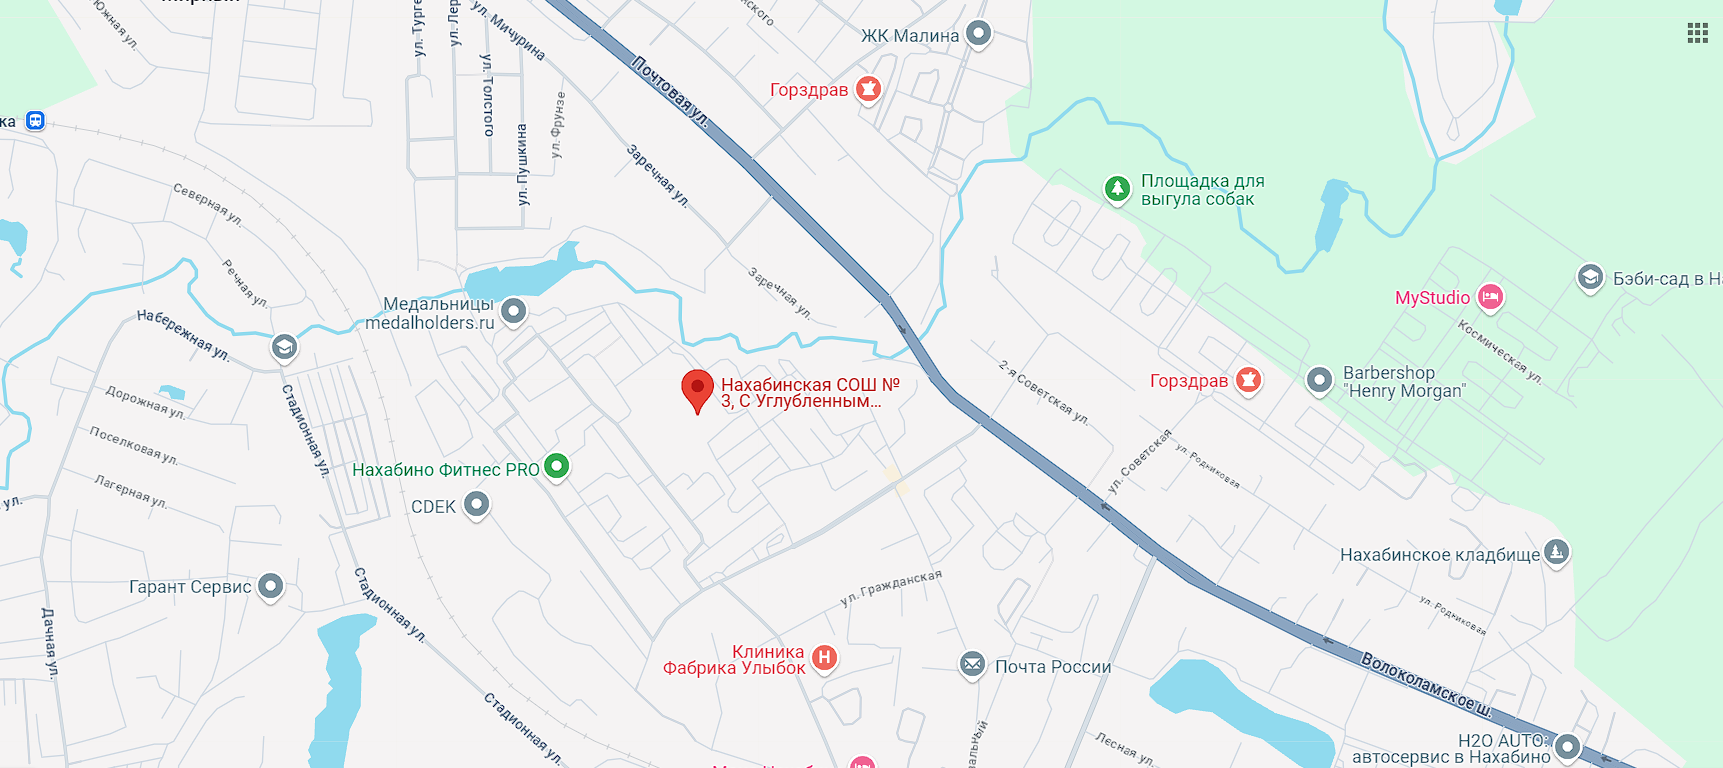 Южная ул.
ул. Мичурина
ул. Толстого
ул. Пушкина
ул. Фрунзе
Почтовая ул.
ЖК Малина
Горздрав
Заречная ул.
Площадка для
выгула собак
Северная ул.
Речная ул.
Заречная ул.
Бэби-сад в
MyStudio
Космическая ул.
Медальницы
medalholders.ru
Набережная ул.
2-я Советская ул.
Горздрав
Barbershop
"Henry Morgan"
Нахабинская СОШ №
3, С Углубленным…
Дорожная ул.
Стадионная ул.
Поселковая ул.
Лагерная ул.
ул.
Нахабино Фитнес PRO
CDEK
ул. Советская
ул. Родниковая
Нахабинское кладбище
Гарант Сервис
Стадионная ул.
ул. Гражданская
ул. Родниковая
Дачная ул.
Клиника
Фабрика Улыбок
Почта России
Волоколамское ш.
Стадионная ул.
Лесная ул.
H2O AUTO:
автосервис в Нахабино